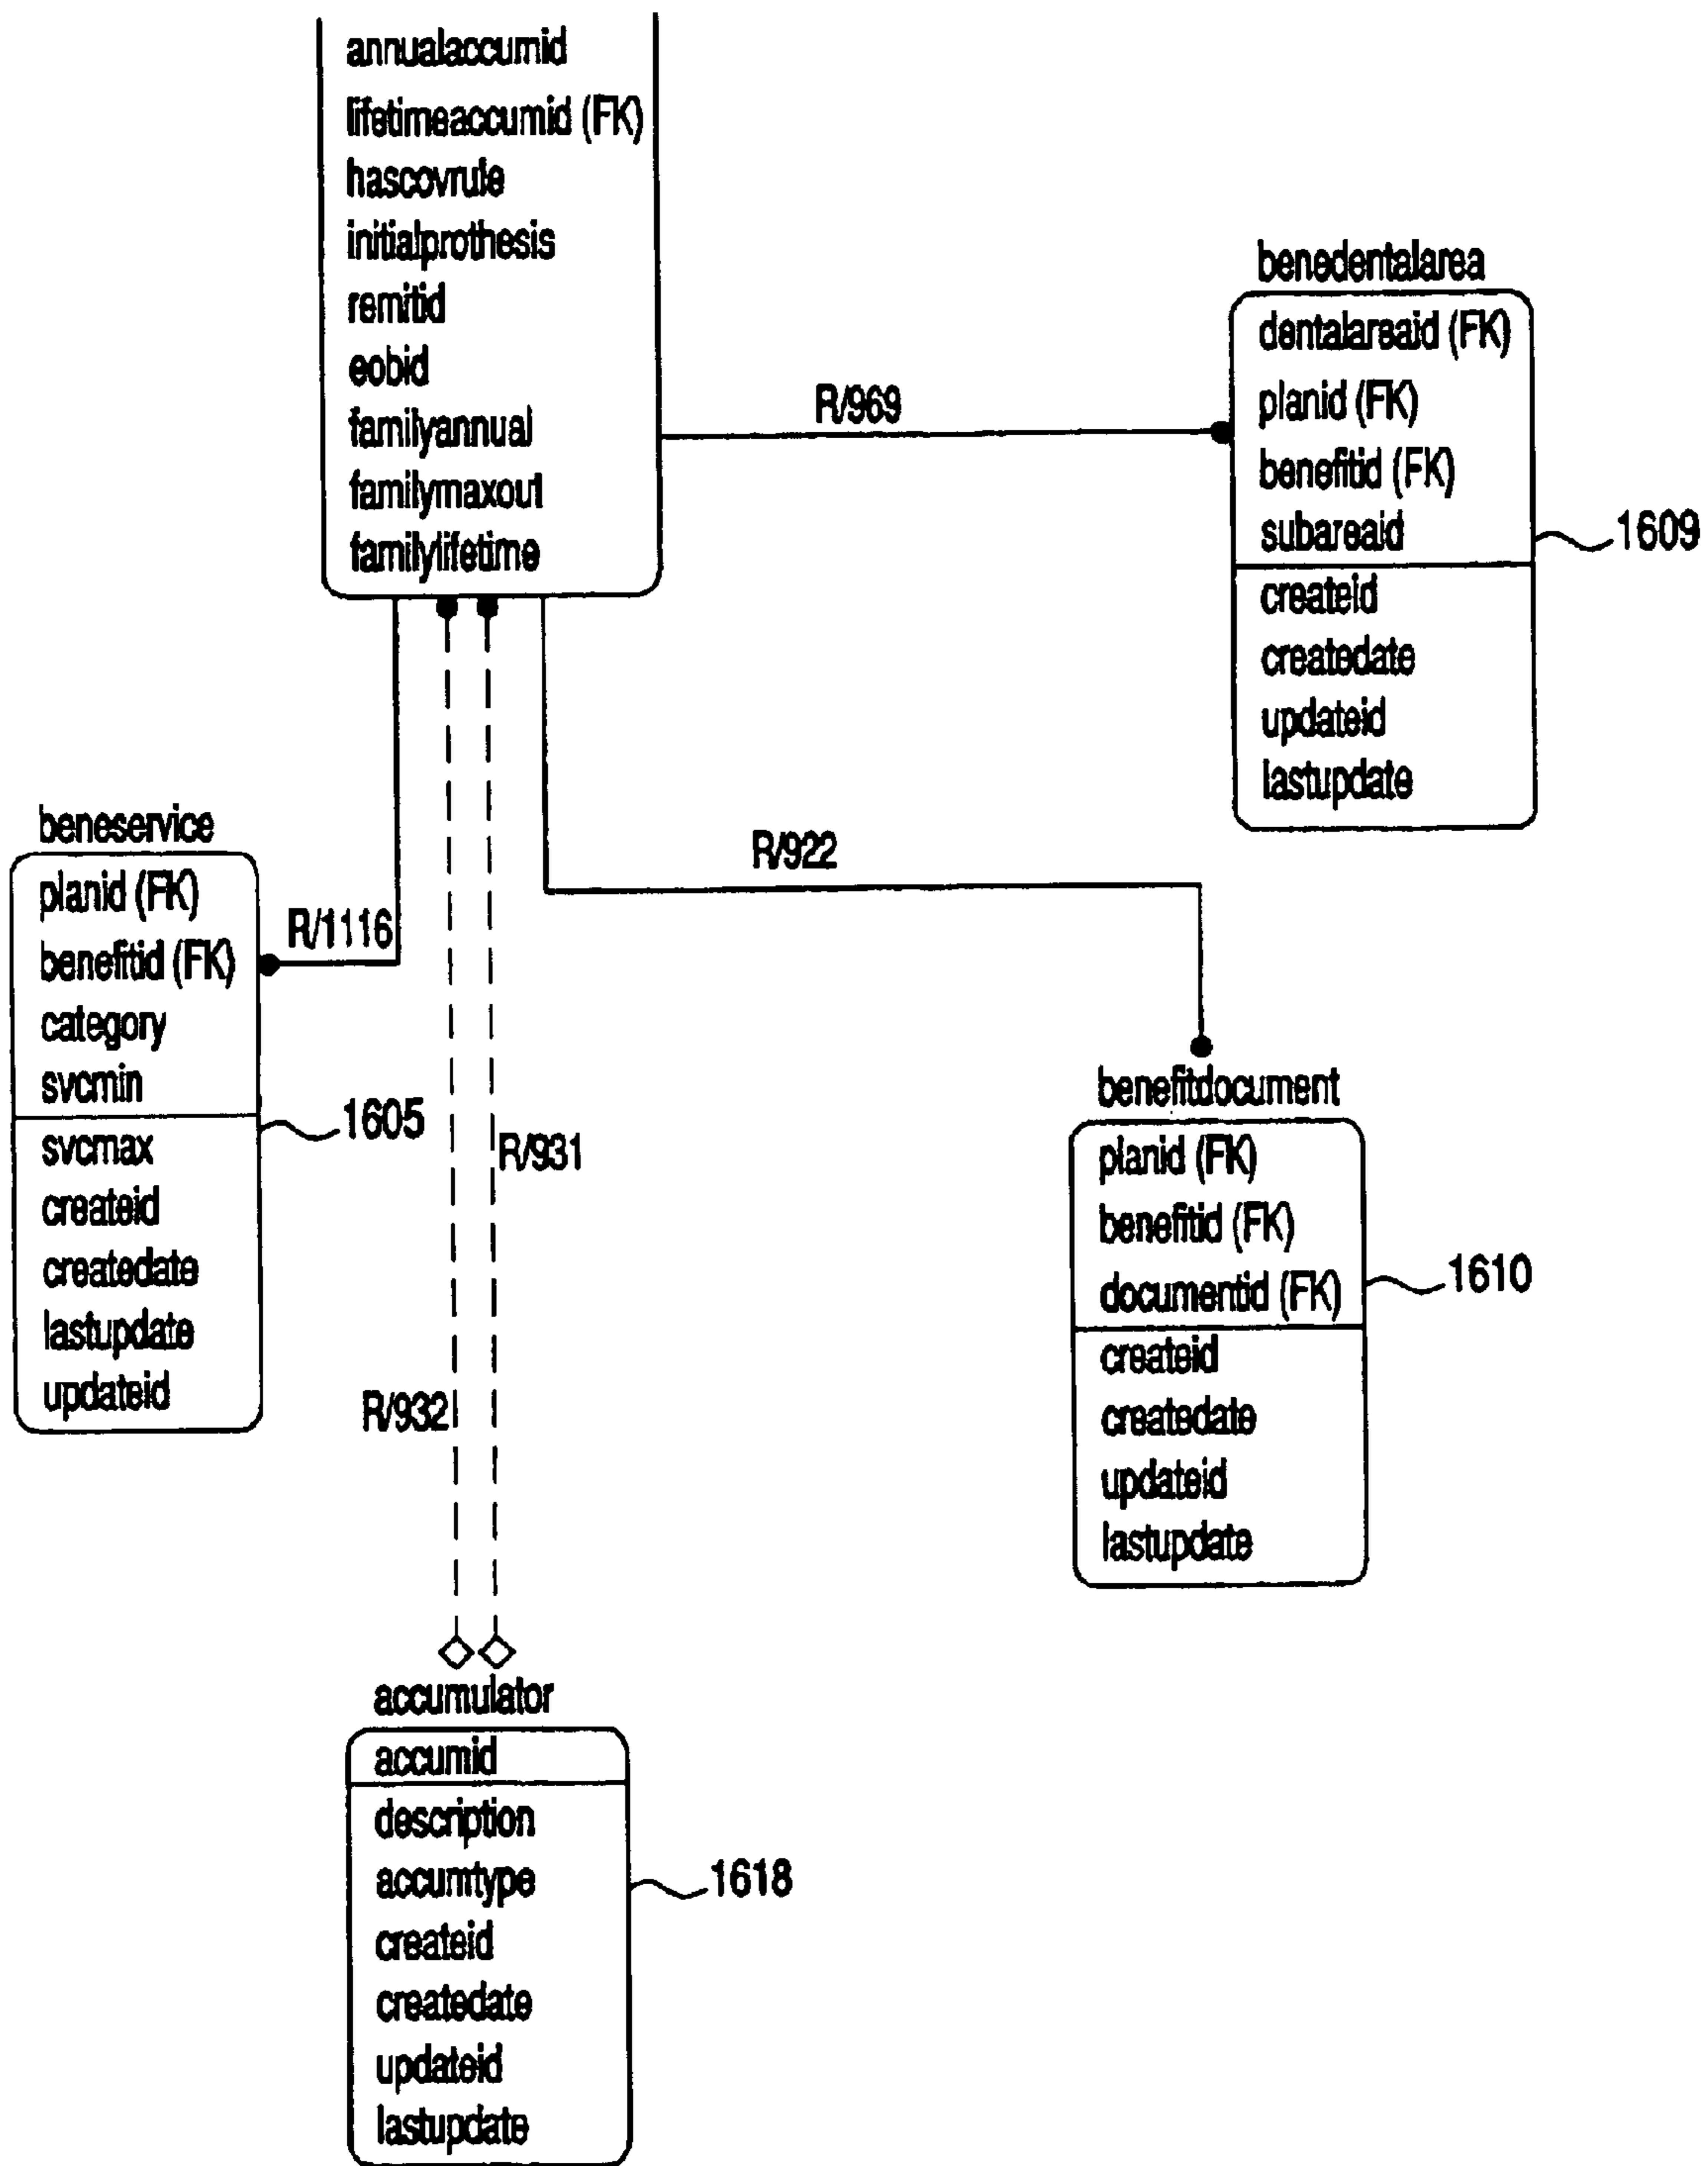 annualaccumid
lifetimeaccumid (FK)
hascovrule
initialprothesis
remitid
eobid
familyannual
familymaxout
familylifetime
R/969
benedentalarea
dentalareaid (FK)
planid (FK)
benefitid (FK)
subareaid
1609
createid
createdate
updateid
lastupdate
beneservice
planid (FK)
benefitid (FK)
category
svcmin
1605
svcmax
createid
createdate
lastupdate
updateid
R/1116
R/922
R/931
R/932
benefitdocument
planid (FK)
benefitid (FK)
documentid (FK)
1610
createid
createdate
updateid
lastupdate
accumulator
accumid
description
accumtype
1618
createid
createdate
updateid
lastupdate